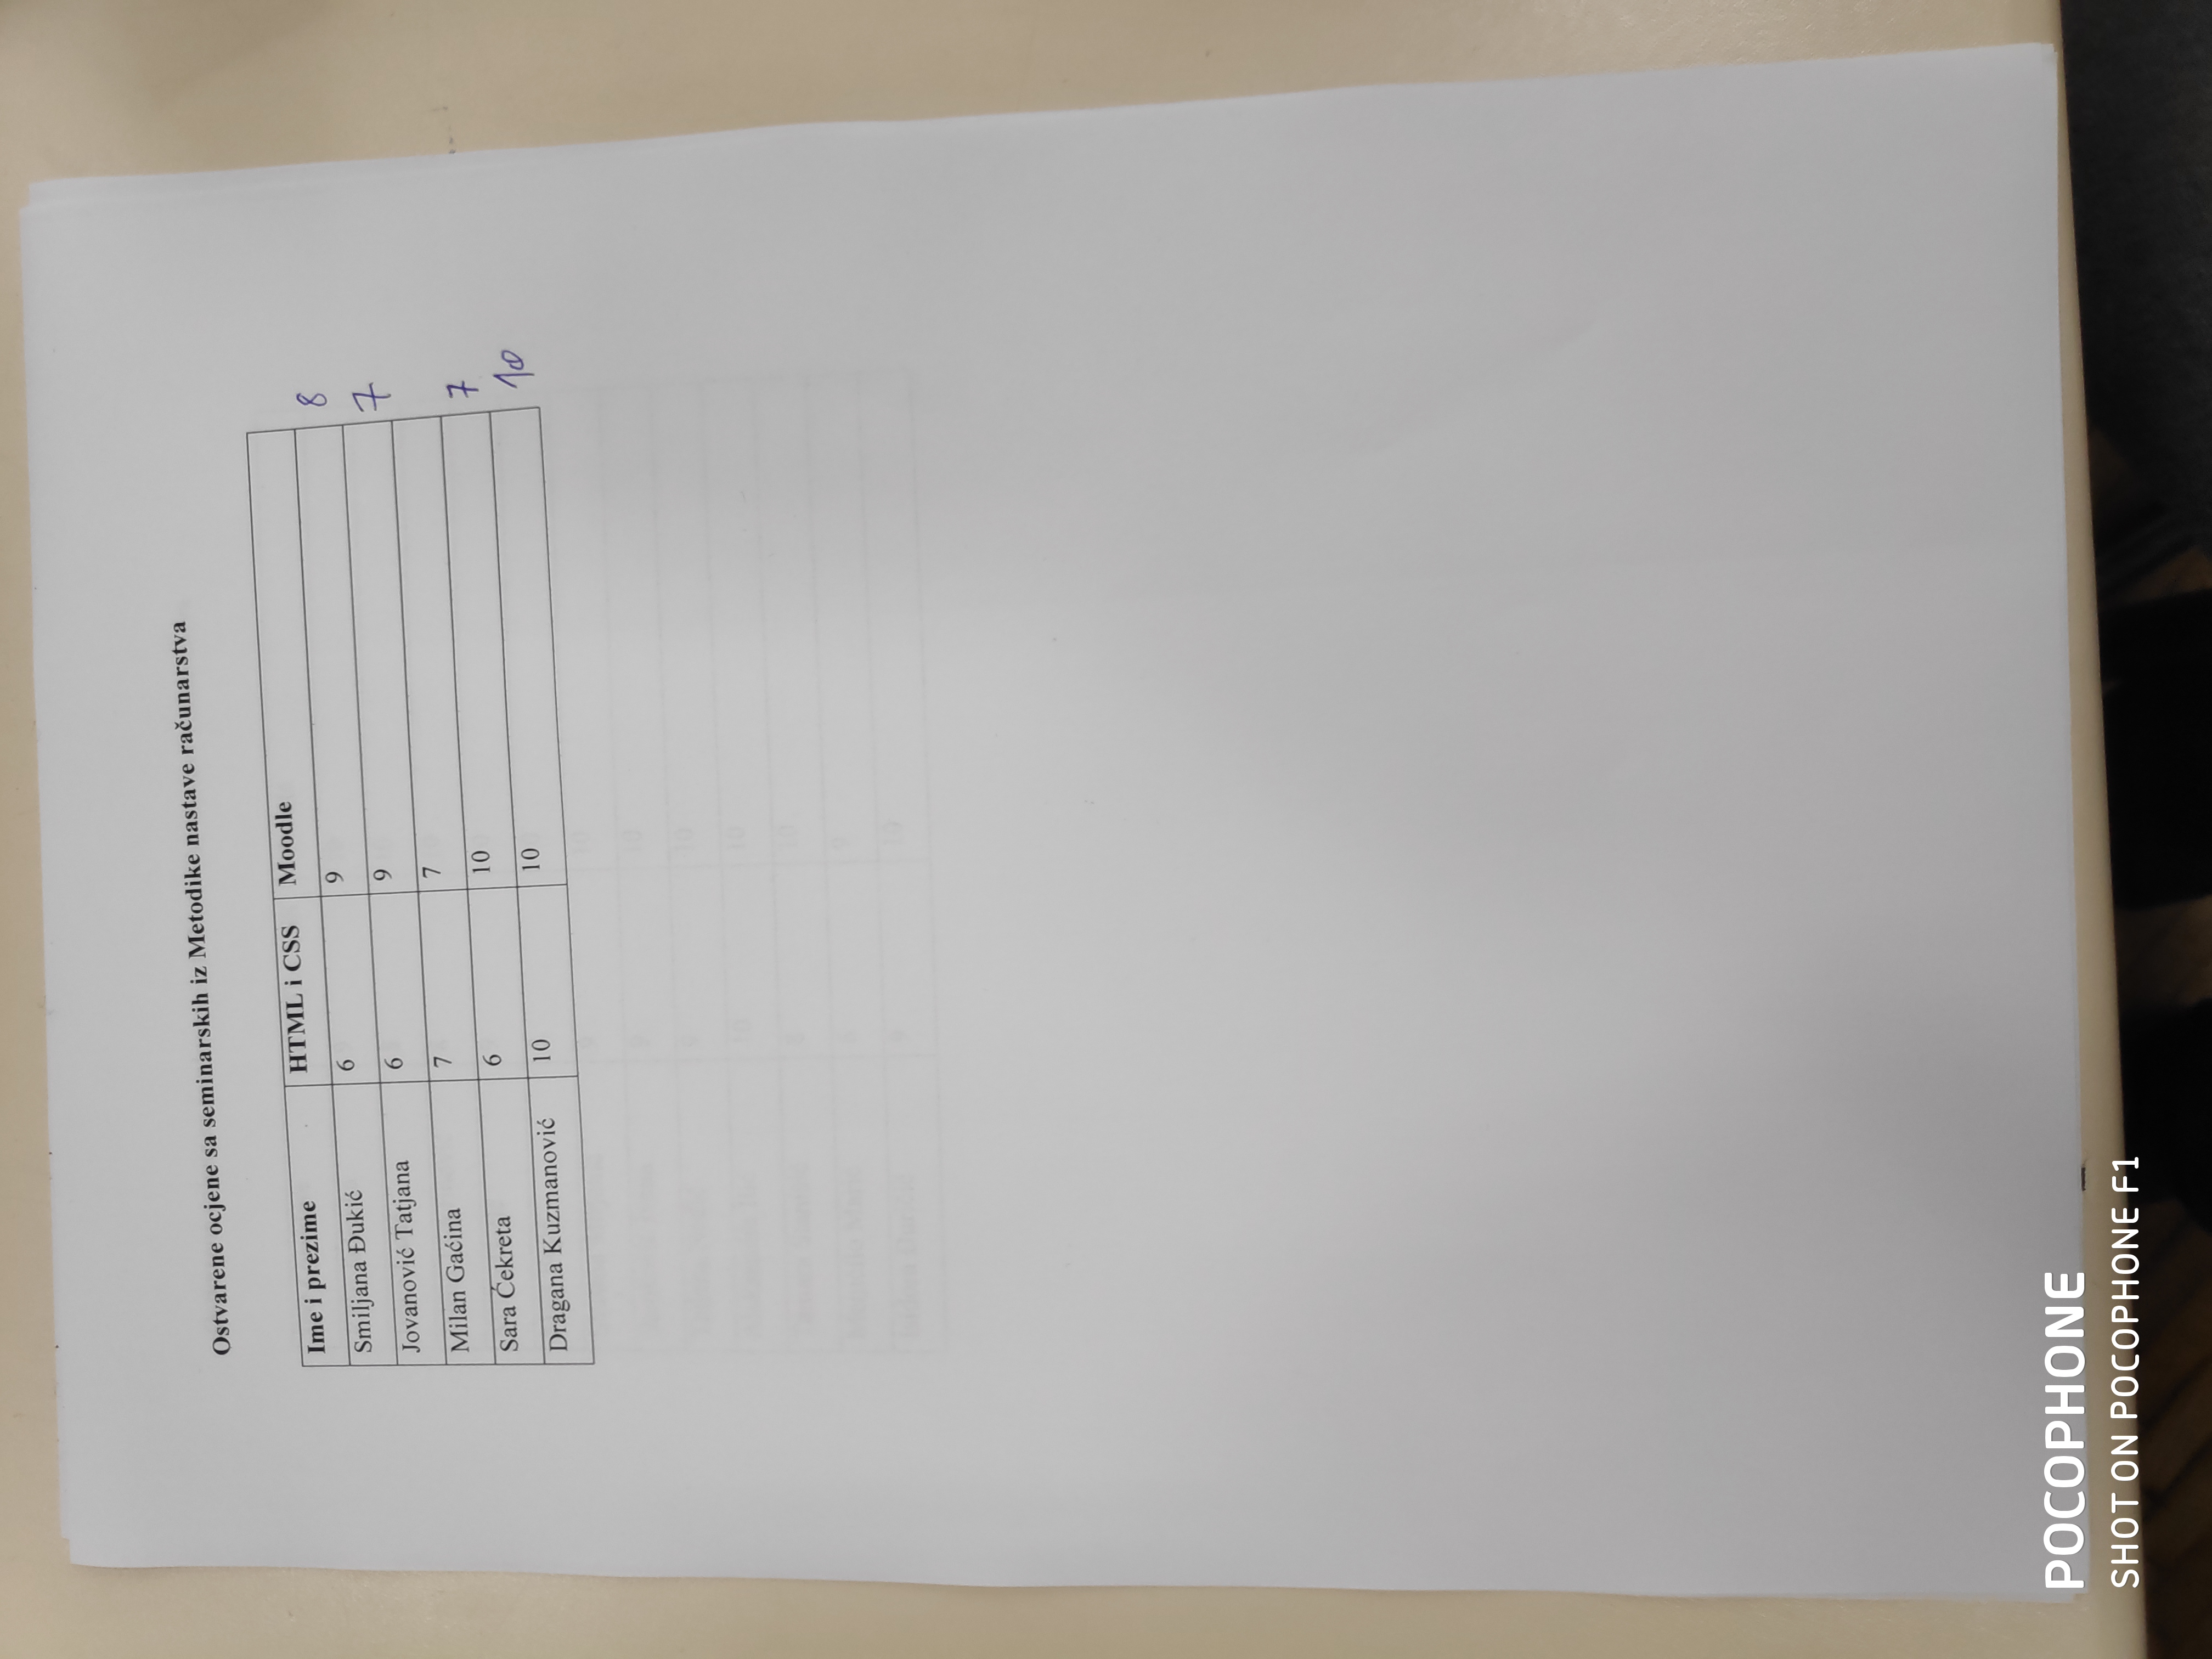 Ostvarene ocjene sa seminarskih iz Metodike nastave računarstva
Ime i prezime HTML i CSS Moodle
Smiljana Đukić 6 9 8
Jovanović Tatjana 6 9 7
Milan Gaćina 7 7
Sara Ćekreta 6 10 7
Dragana Kuzmanović 10 10 10
POCOPHONE
SHOT ON POCOPHONE F1